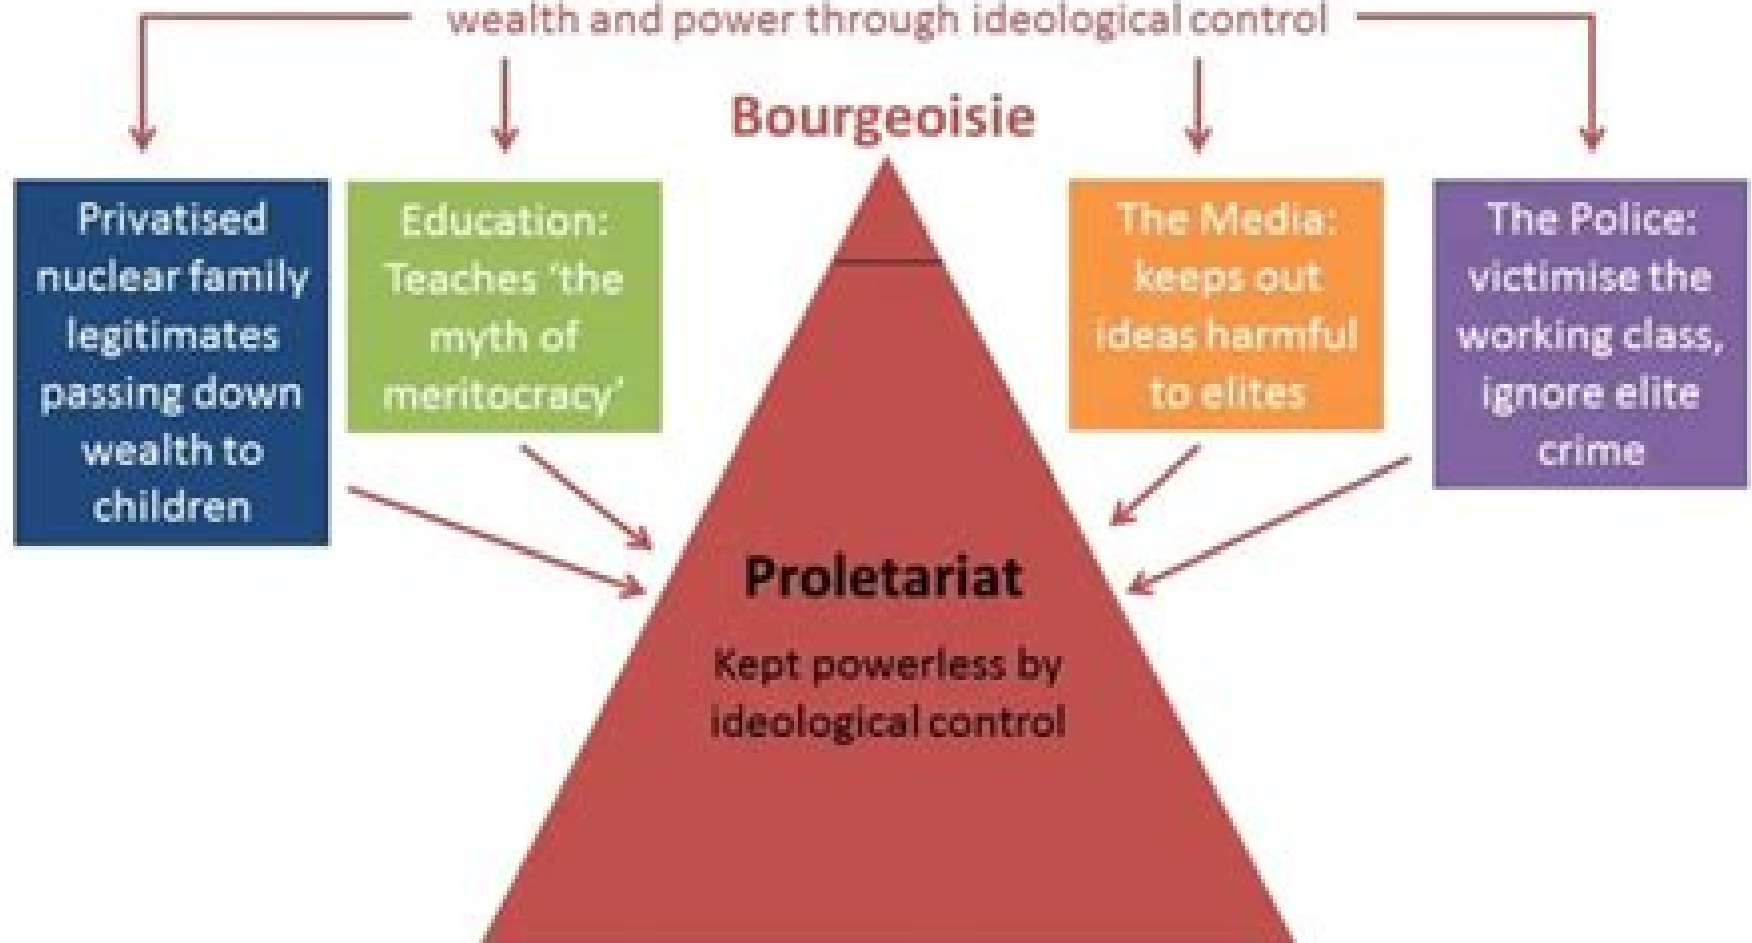 wealth and power through ideological control
Bourgeoisie
Privatised
nuclear family
legitimates
passing down
wealth to
children
Education:
Teaches ‘the
myth of
meritocracy’
The Media:
keeps out
ideas harmful
to elites
The Police:
victimise the
working class,
ignore elite
crime
Proletariat
Kept powerless by
ideological control